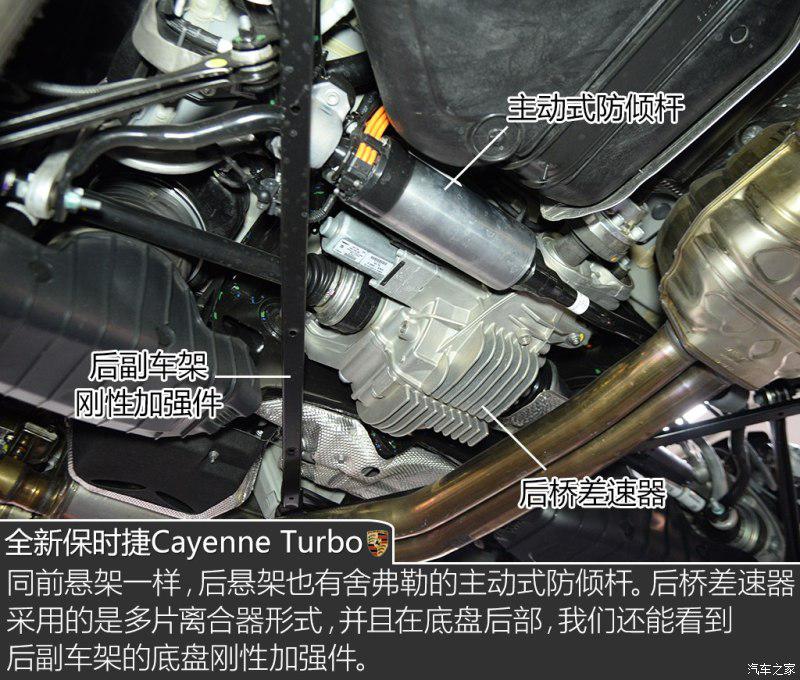 主动式防倾杆
后副车架
刚性加强件
后桥差速器
全新保时捷Cayenne Turbo
同前悬架一样,后悬架也有舍弗勒的主动式防倾杆。后桥差速器
采用的是多片离合器形式,并且在底盘后部,我们还能看到
后副车架的底盘刚性加强件。
汽车之家